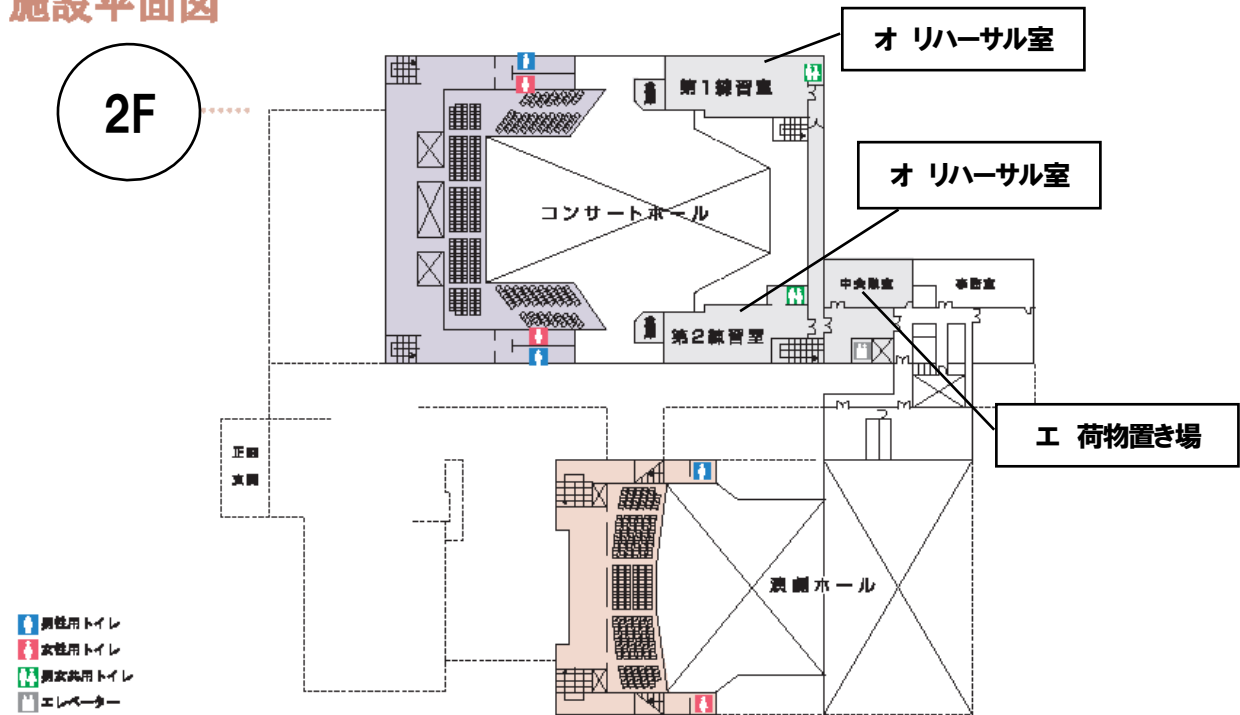 施設平面図
2F
オ リハーサル室
第1練習室
オ リハーサル室
コンサートホール
中央監室
事務室
第2練習室
エ 荷物置き場
正面
玄関
演劇ホール
男性用トイレ
女性用トイレ
男女共用トイレ
エレベーター